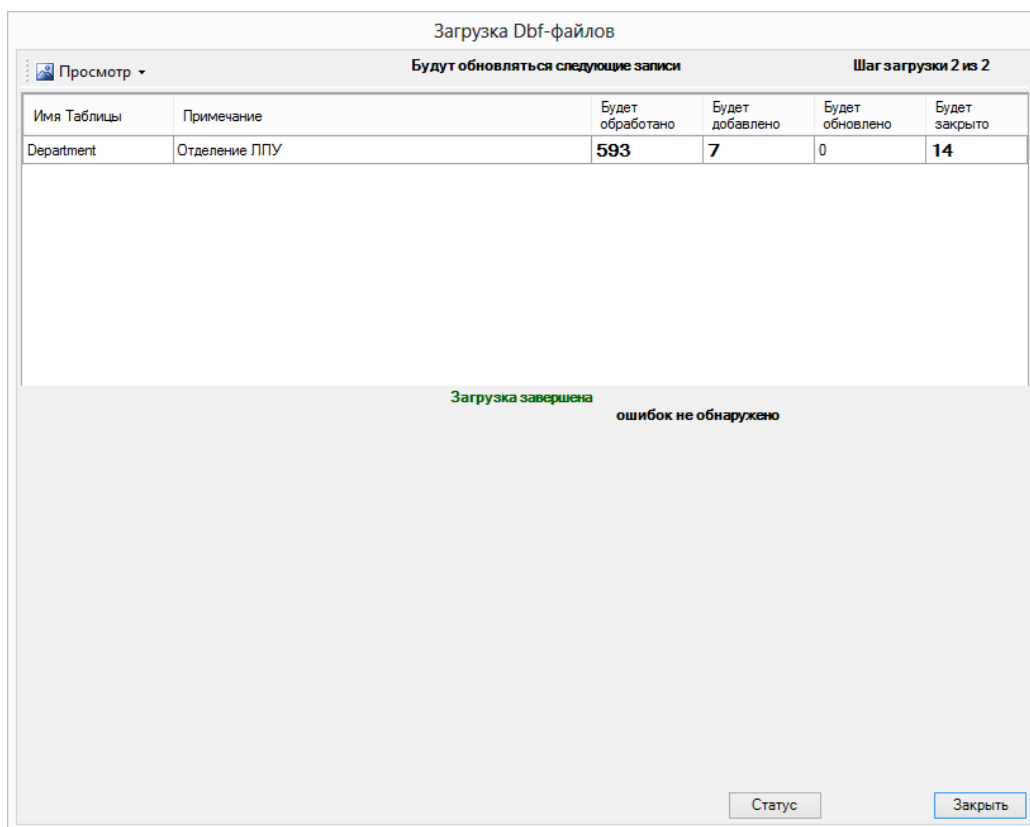 Загрузка Dbf-файлов
Просмотр
Будут обновляться следующие записи
Шаг загрузки 2 из 2
Имя Таблицы
Примечание
Будет обработано
Будет добавлено
Будет обновлено
Будет закрыто
Department
Отделение ЛПУ
593
7
0
14
Загрузка завершена
ошибок не обнаружено
Статус
Закрыть